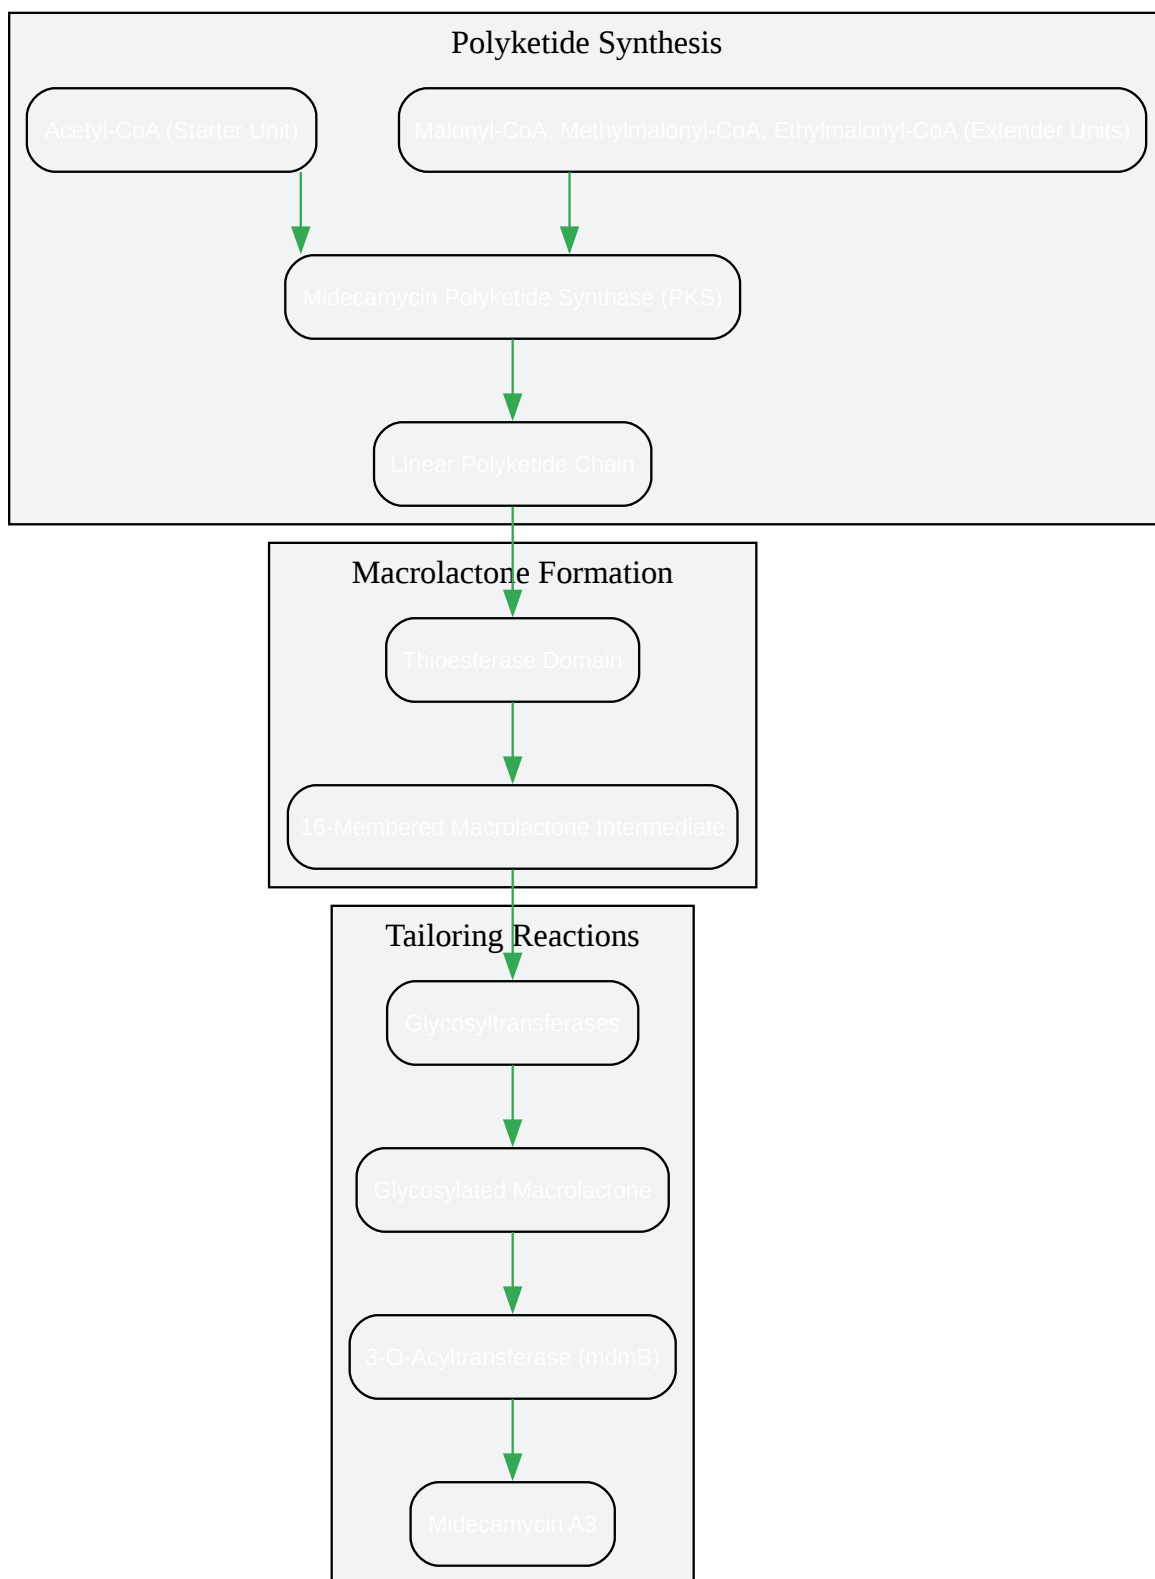 Polyketide Synthesis
Acetyl-CoA (Starter Unit)
Malonyl-CoA, Methylmalonyl-CoA, Ethylmalonyl-CoA (Extender Units)
Midecamycin Polyketide Synthase (PKS)
Linear Polyketide Chain
Macrolactone Formation
Thioesterase Domain
16-Membered Macrolactone Intermediate
Tailoring Reactions
Glycosyltransferases
Glycosylated Macrolactone
3-O-Acyltransferase (mdmB)
Midecamycin A3